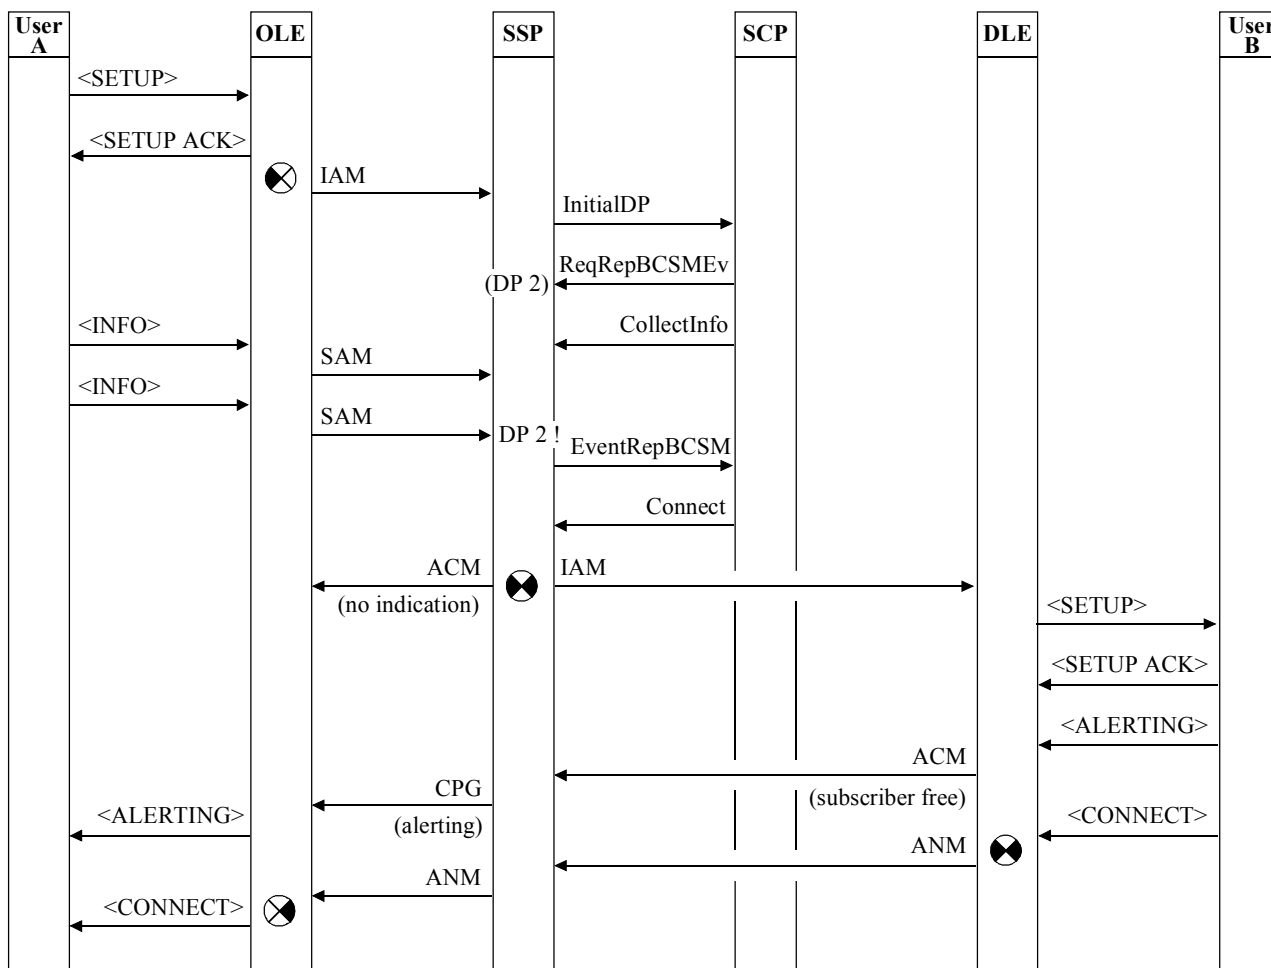 User
A
OLE
SSP
SCP
DLE
User
B
<SETUP>
<SETUP ACK>
IAM
InitialDP
ReqRepBCSMEv
(DP 2)
<INFO>
CollectInfo
SAM
<INFO>
SAM
DP 2 !
EventRepBCSM
Connect
ACM
IAM
(no indication)
<SETUP>
<SETUP ACK>
<ALERTING>
ACM
CPG
(subscriber free)
<ALERTING>
(alerting)
<CONNECT>
ANM
ANM
<CONNECT>